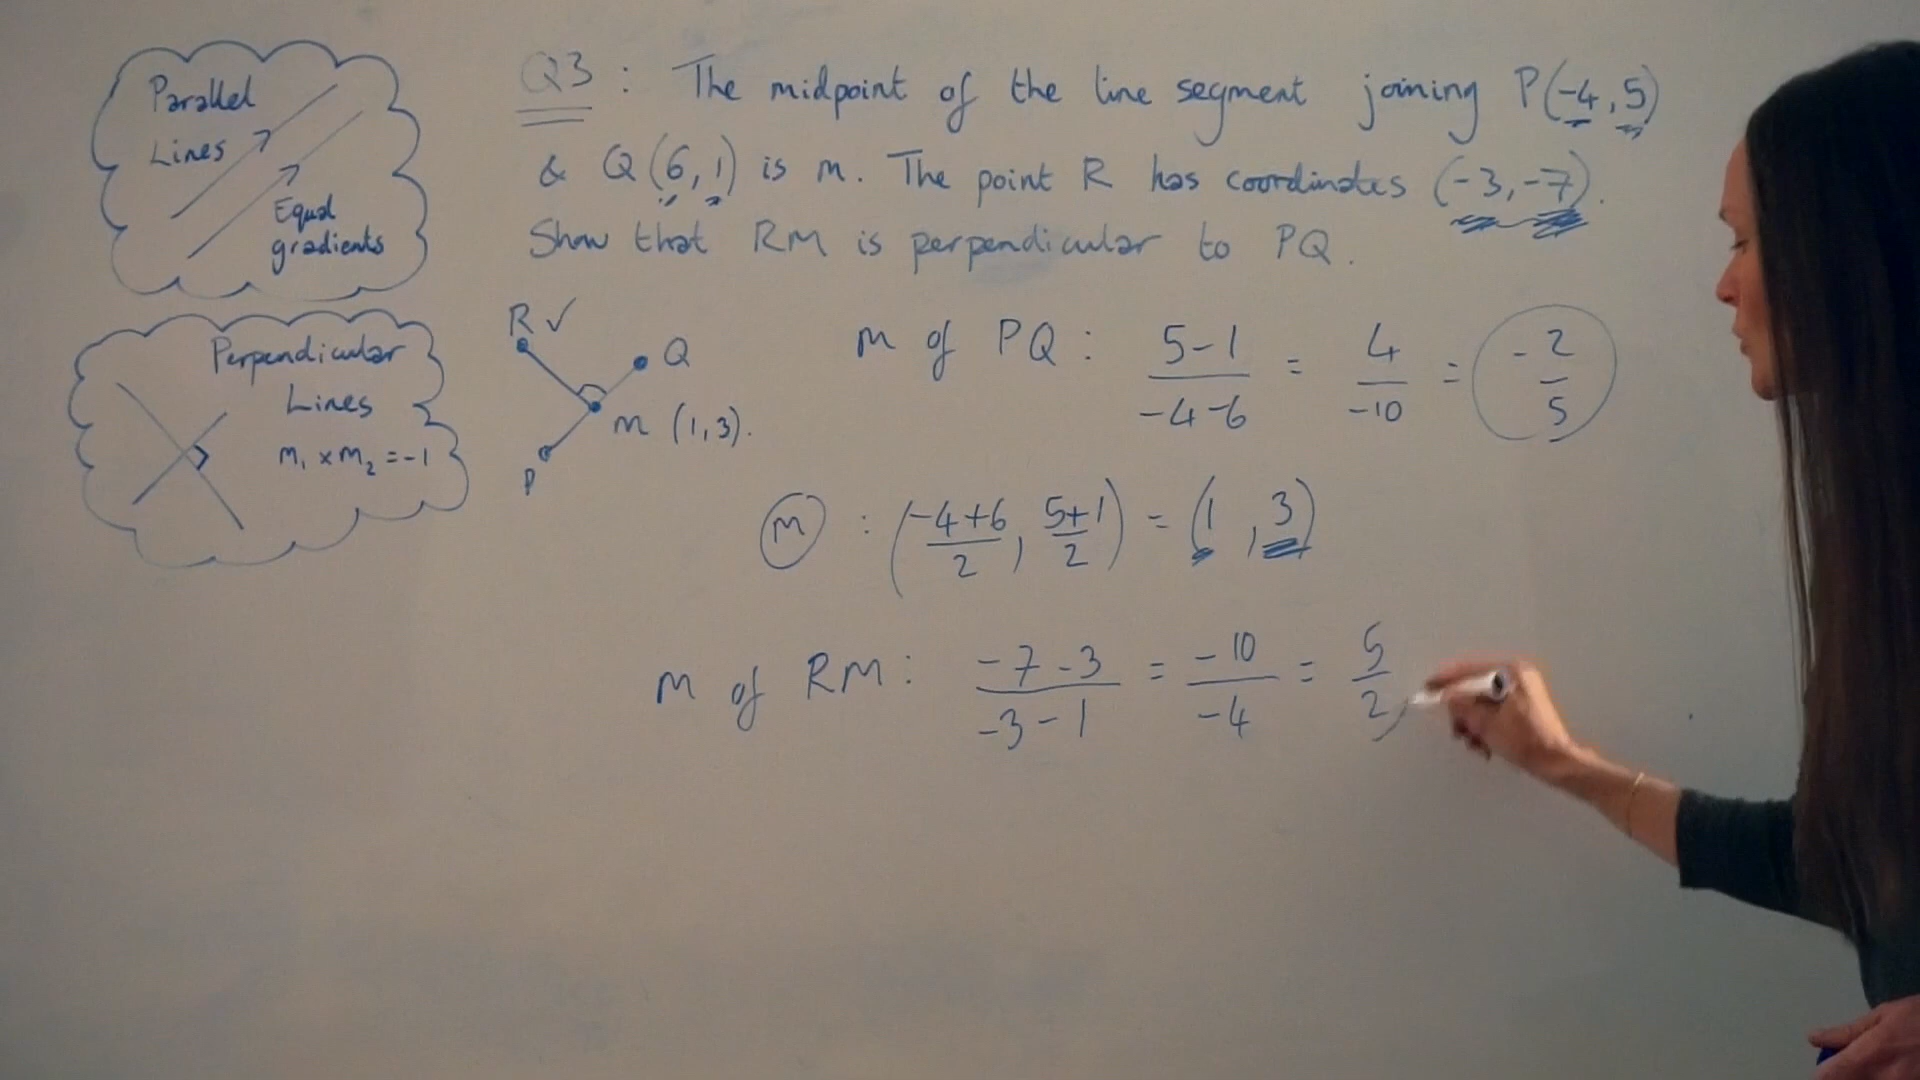 Parallel
Lines
Equal
gradients
Perpendicular
Lines
m₁ × m₂ = -1
Q3 : The midpoint of the line segment joining P(-4, 5)
& Q(6, 1) is m. The point R has coordinates (-3, -7).
Show that RM is perpendicular to PQ.
R ✓
Q
m (1, 3).
P
m of PQ : 5-1/-4-6 = 4/-10 = -2/5
m : (-4+6/2, 5+1/2) = (1, 3)
m of RM : -7-3/-3-1 = -10/-4 = 5/2